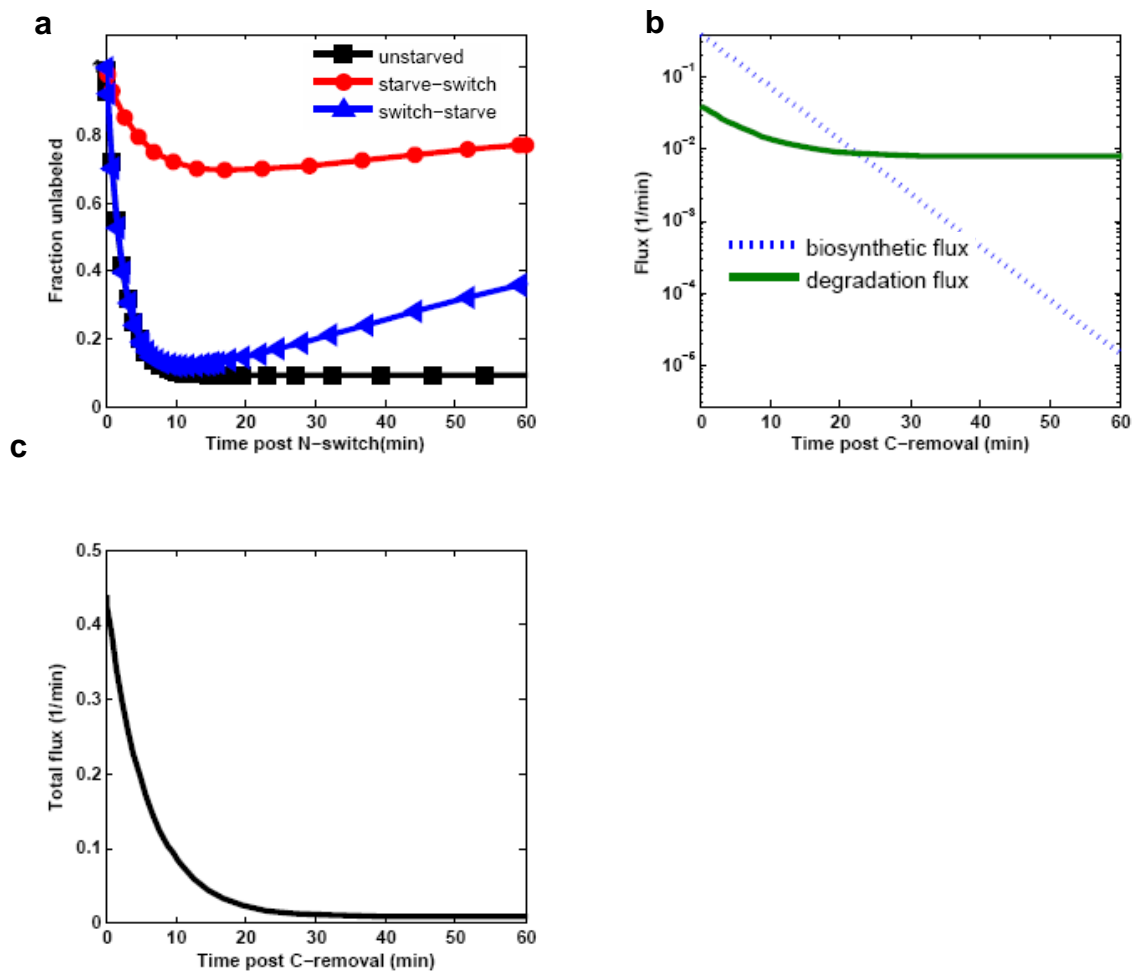 a
1
0.8
0.6
0.4
0.2
0
0 10 20 30 40 50 60
Fraction unlabeled
Time post N−switch(min)
unstarved
starve−switch
switch−starve
b
10⁻¹
10⁻²
10⁻³
10⁻⁴
10⁻⁵
10⁻⁶
0 10 20 30 40 50 60
Flux (1/min)
Time post C−removal (min)
biosynthetic flux
degradation flux
c
0.5
0.4
0.3
0.2
0.1
0
0 10 20 30 40 50 60
Total flux (1/min)
Time post C−removal (min)